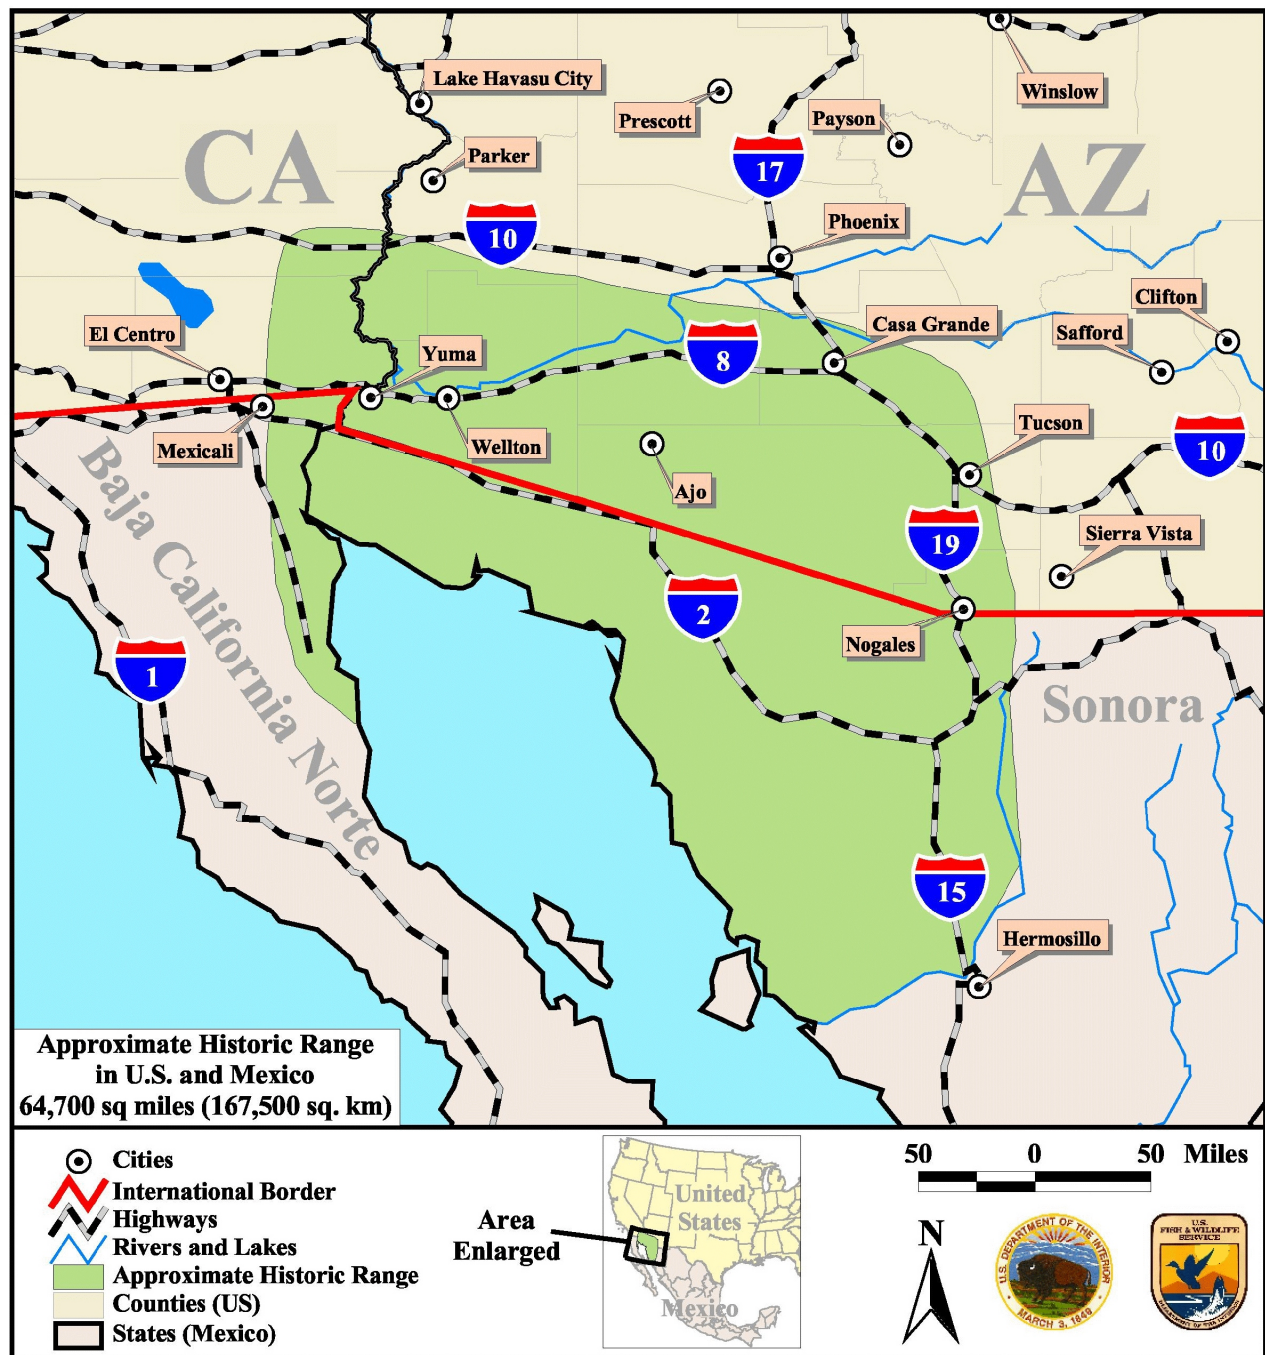 Lake Havasu City
Prescott
Payson
Winslow
CA
Parker
17
AZ
10
Phoenix
Clifton
El Centro
Yuma
8
Casa Grande
Safford
Mexicali
Wellton
Ajo
Tucson
10
Baja California Norte
19
Sierra Vista
2
Nogales
1
Sonora
15
Hermosillo
Approximate Historic Range
in U.S. and Mexico
64,700 sq miles (167,500 sq. km)
Cities
International Border
Highways
Rivers and Lakes
Approximate Historic Range
Counties (US)
States (Mexico)
Area
Enlarged
United
States
Mexico
50 0 50 Miles
N
U.S. DEPARTMENT OF THE INTERIOR
MARCH 3, 1849
U.S.
FISH & WILDLIFE
SERVICE
DEPARTMENT OF THE INTERIOR